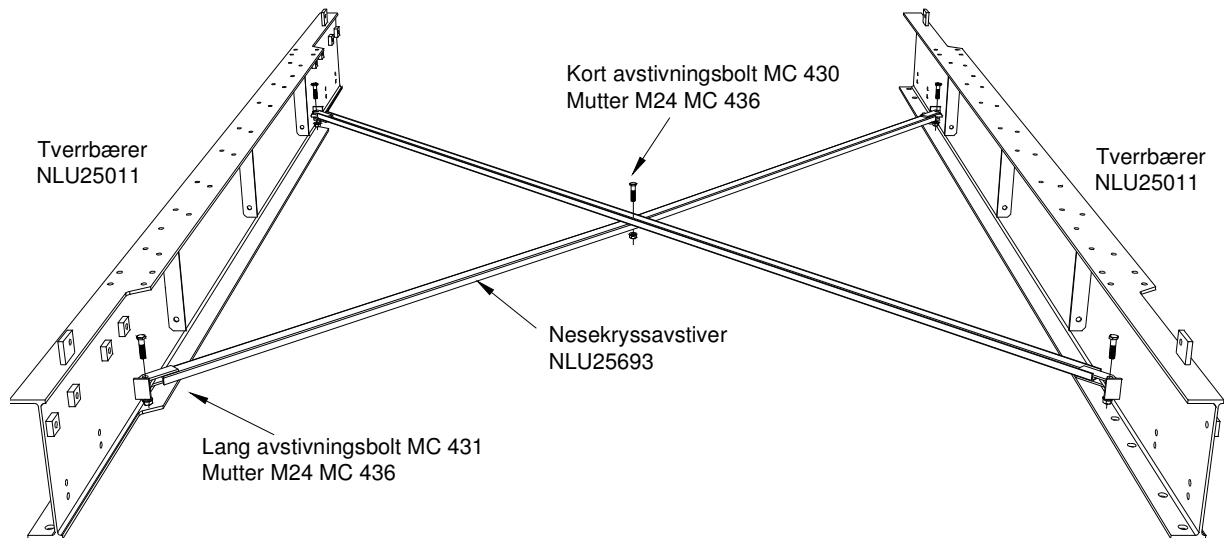 Kort avstivningsbolt MC 430
Mutter M24 MC 436
Tverrbærer
NLU25011
Tverrbærer
NLU25011
Nesekryssavstiver
NLU25693
Lang avstivningsbolt MC 431
Mutter M24 MC 436